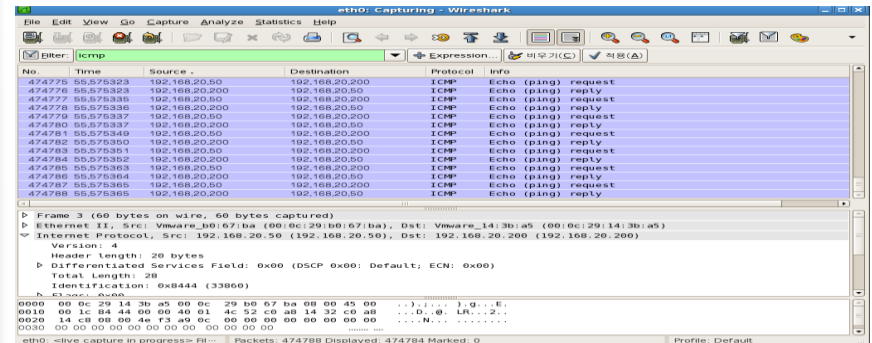 eth0: Capturing - Wireshark
File Edit View Go Capture Analyze Statistics Help
Filter: icmp Expression... 비우기(C) 적용(A)
No. Time Source . Destination Protocol Info
474775 55,575323 192,168,20,50 192,168,20,200 ICMP Echo (ping) request
474776 55,575323 192,168,20,200 192,168,20,50 ICMP Echo (ping) reply
474777 55,575335 192,168,20,50 192,168,20,200 ICMP Echo (ping) request
474778 55,575336 192,168,20,200 192,168,20,50 ICMP Echo (ping) reply
474779 55,575337 192,168,20,50 192,168,20,200 ICMP Echo (ping) request
474780 55,575337 192,168,20,200 192,168,20,50 ICMP Echo (ping) reply
474781 55,575349 192,168,20,50 192,168,20,200 ICMP Echo (ping) request
474782 55,575350 192,168,20,200 192,168,20,50 ICMP Echo (ping) reply
474783 55,575351 192,168,20,50 192,168,20,200 ICMP Echo (ping) request
474784 55,575352 192,168,20,200 192,168,20,50 ICMP Echo (ping) reply
474785 55,575363 192,168,20,50 192,168,20,200 ICMP Echo (ping) request
474786 55,575364 192,168,20,200 192,168,20,50 ICMP Echo (ping) reply
474787 55,575365 192,168,20,50 192,168,20,200 ICMP Echo (ping) request
474788 55,575365 192,168,20,200 192,168,20,50 ICMP Echo (ping) reply
Frame 3 (60 bytes on wire, 60 bytes captured)
Ethernet II, Src: Vmware_b0:67:ba (00:0c:29:b0:67:ba), Dst: Vmware_14:3b:a5 (00:0c:29:14:3b:a5)
Internet Protocol, Src: 192.168.20.50 (192.168.20.50), Dst: 192.168.20.200 (192.168.20.200)
Version: 4
Header length: 20 bytes
Differentiated Services Field: 0x00 (DSCP 0x00: Default; ECN: 0x00)
Total Length: 28
Identification: 0x8444 (33860)
Flags: 0x00
0000 00 0c 29 14 3b a5 00 0c 29 b0 67 ba 08 00 45 00 ..).;... ).g...E.
0010 00 1c 84 44 00 00 40 01 4c 52 c0 a8 14 32 c0 a8 ...D..@. LR...2..
0020 14 c8 08 00 4e f3 a9 0c 00 00 00 00 00 00 00 00 ....N... ........
0030 00 00 00 00 00 00 00 00 00 00 00 00 ........ ....
eth0: <live capture in progress> Fil··· Packets: 474788 Displayed: 474784 Marked: 0 Profile: Default